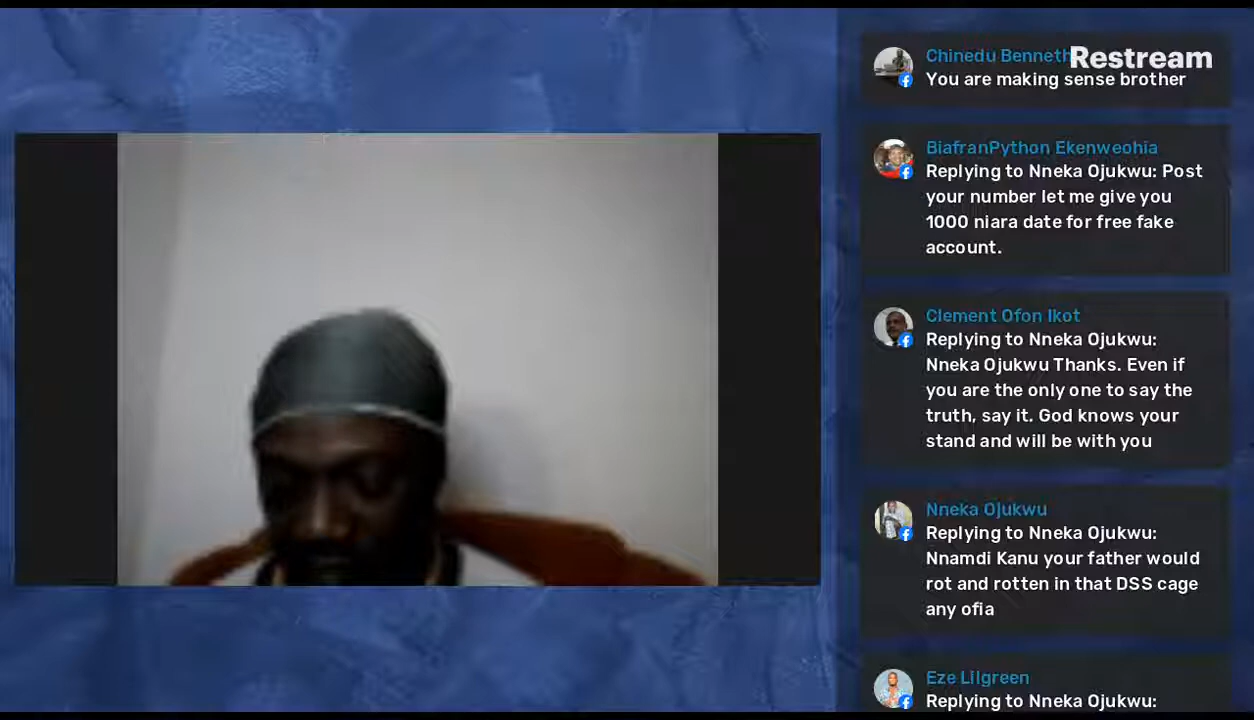 Chinedu Benneth
Restream
You are making sense brother
BiafranPython Ekenweohia
Replying to Nneka Ojukwu: Post
your number let me give you
1000 niara date for free fake
account.
Clement Ofon Ikot
Replying to Nneka Ojukwu:
Nneka Ojukwu Thanks. Even if
you are the only one to say the
truth, say it. God knows your
stand and will be with you
Nneka Ojukwu
Replying to Nneka Ojukwu:
Nnamdi Kanu your father would
rot and rotten in that DSS cage
any ofia
Eze Lilgreen
Replying to Nneka Ojukwu: